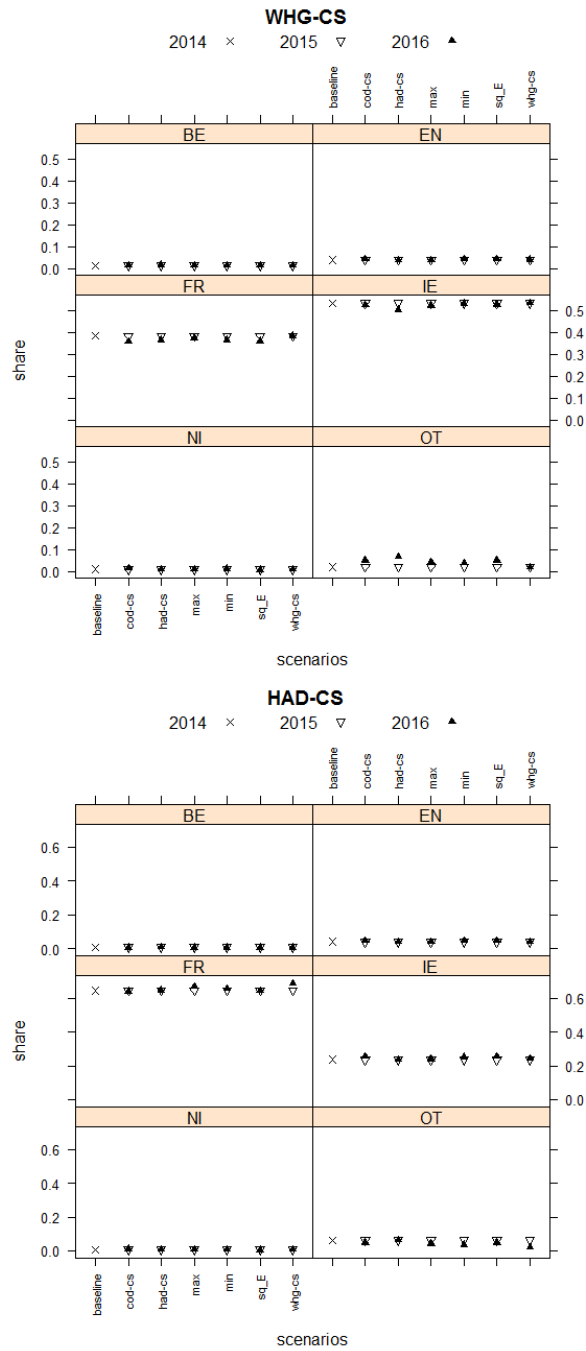 WHG-CS
2014 2015 2016
baseline cod-cs had-cs max min sq_E whg-cs
BE EN
0.5
0.4
0.3
0.2
0.1
0.0
FR IE
0.5
0.4
0.3
0.2
0.1
0.0
share
NI OT
0.5
0.4
0.3
0.2
0.1
0.0
baseline cod-cs had-cs max min sq_E whg-cs
scenarios
HAD-CS
2014 2015 2016
baseline cod-cs had-cs max min sq_E whg-cs
BE EN
0.6
0.4
0.2
0.0
FR IE
0.6
0.4
0.2
0.0
share
NI OT
0.6
0.4
0.2
0.0
baseline cod-cs had-cs max min sq_E whg-cs
scenarios